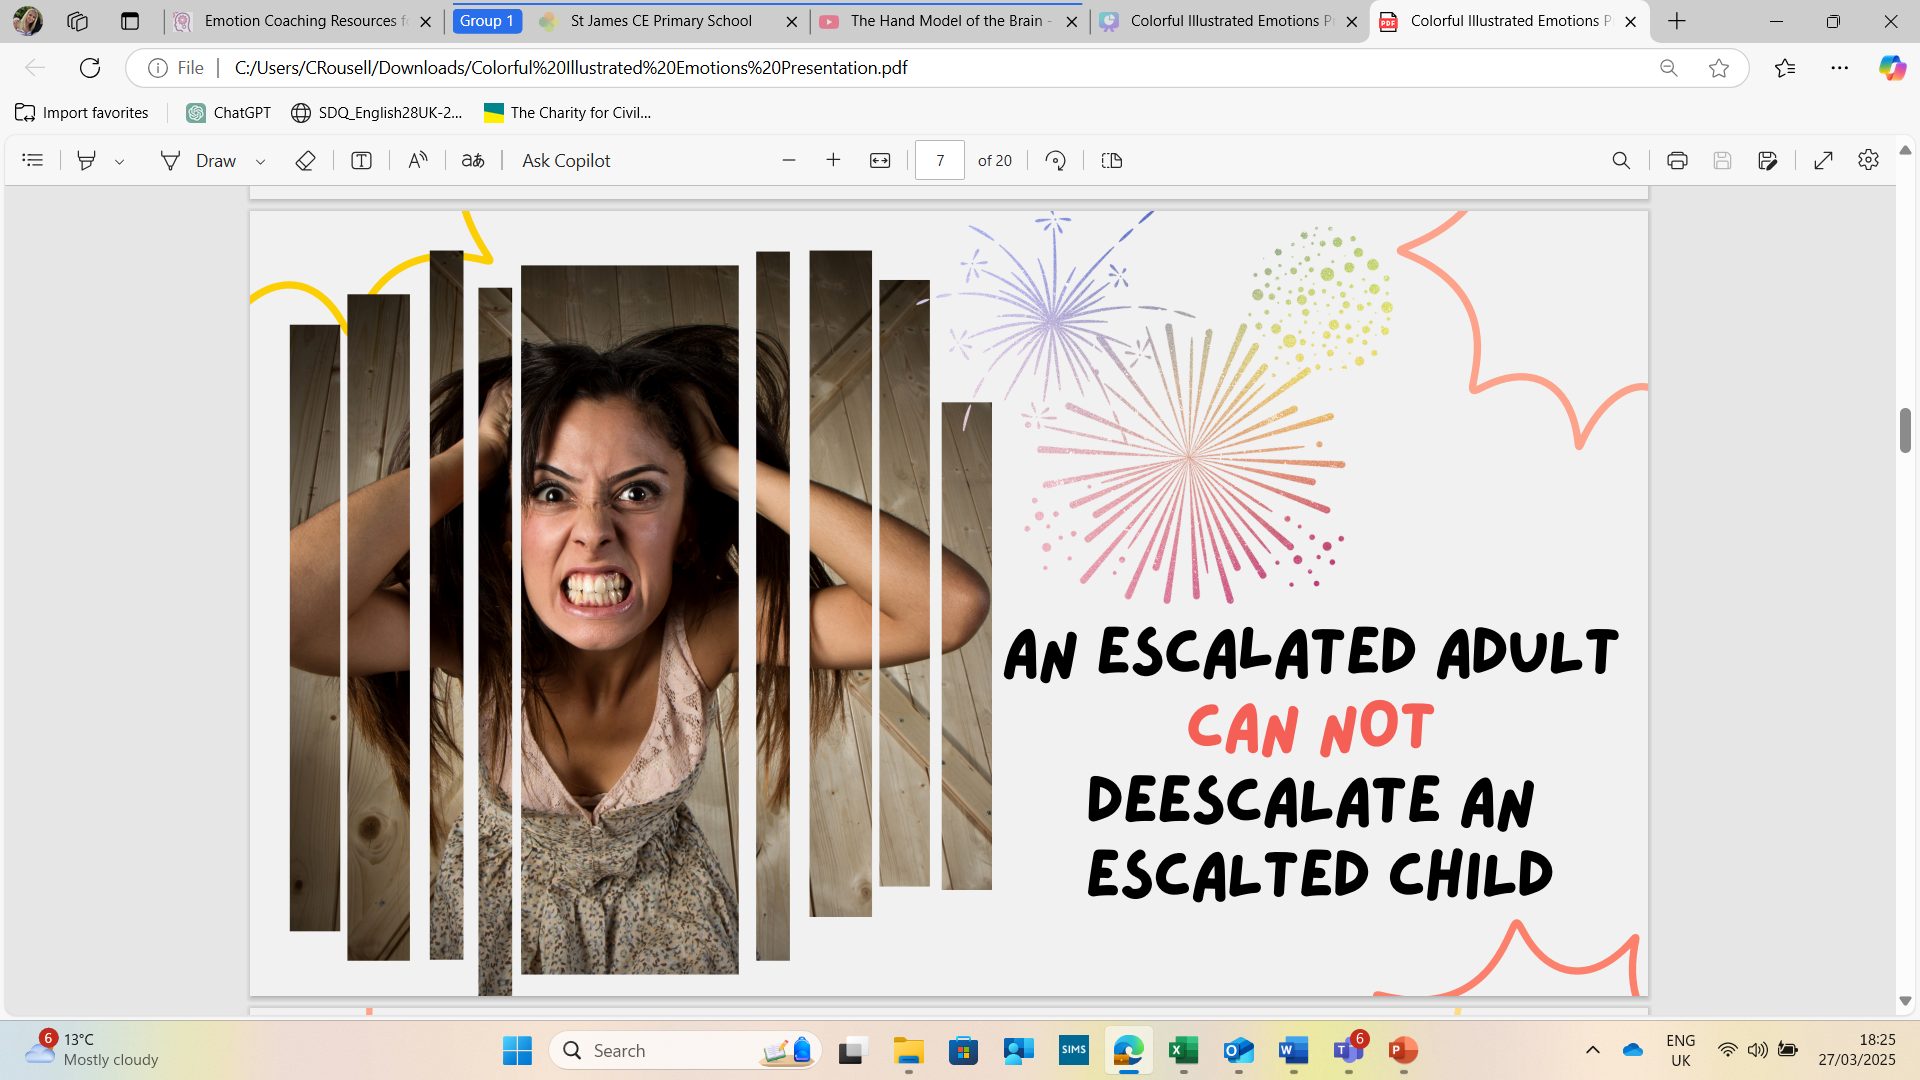 Emotion Coaching Resources f
Group 1
St James CE Primary School
The Hand Model of the Brain -
Colorful Illustrated Emotions P
Colorful Illustrated Emotions P
File
C:/Users/CRousell/Downloads/Colorful%20Illustrated%20Emotions%20Presentation.pdf
Import favorites
ChatGPT
SDQ_English28UK-2...
The Charity for Civil...
Draw
Ask Copilot
7
of 20
AN ESCALATED ADULT
CAN NOT
DEESCALATE AN
ESCALTED CHILD
6
13°C
Mostly cloudy
Search
SIMS
6
ENG
UK
18:25
27/03/2025